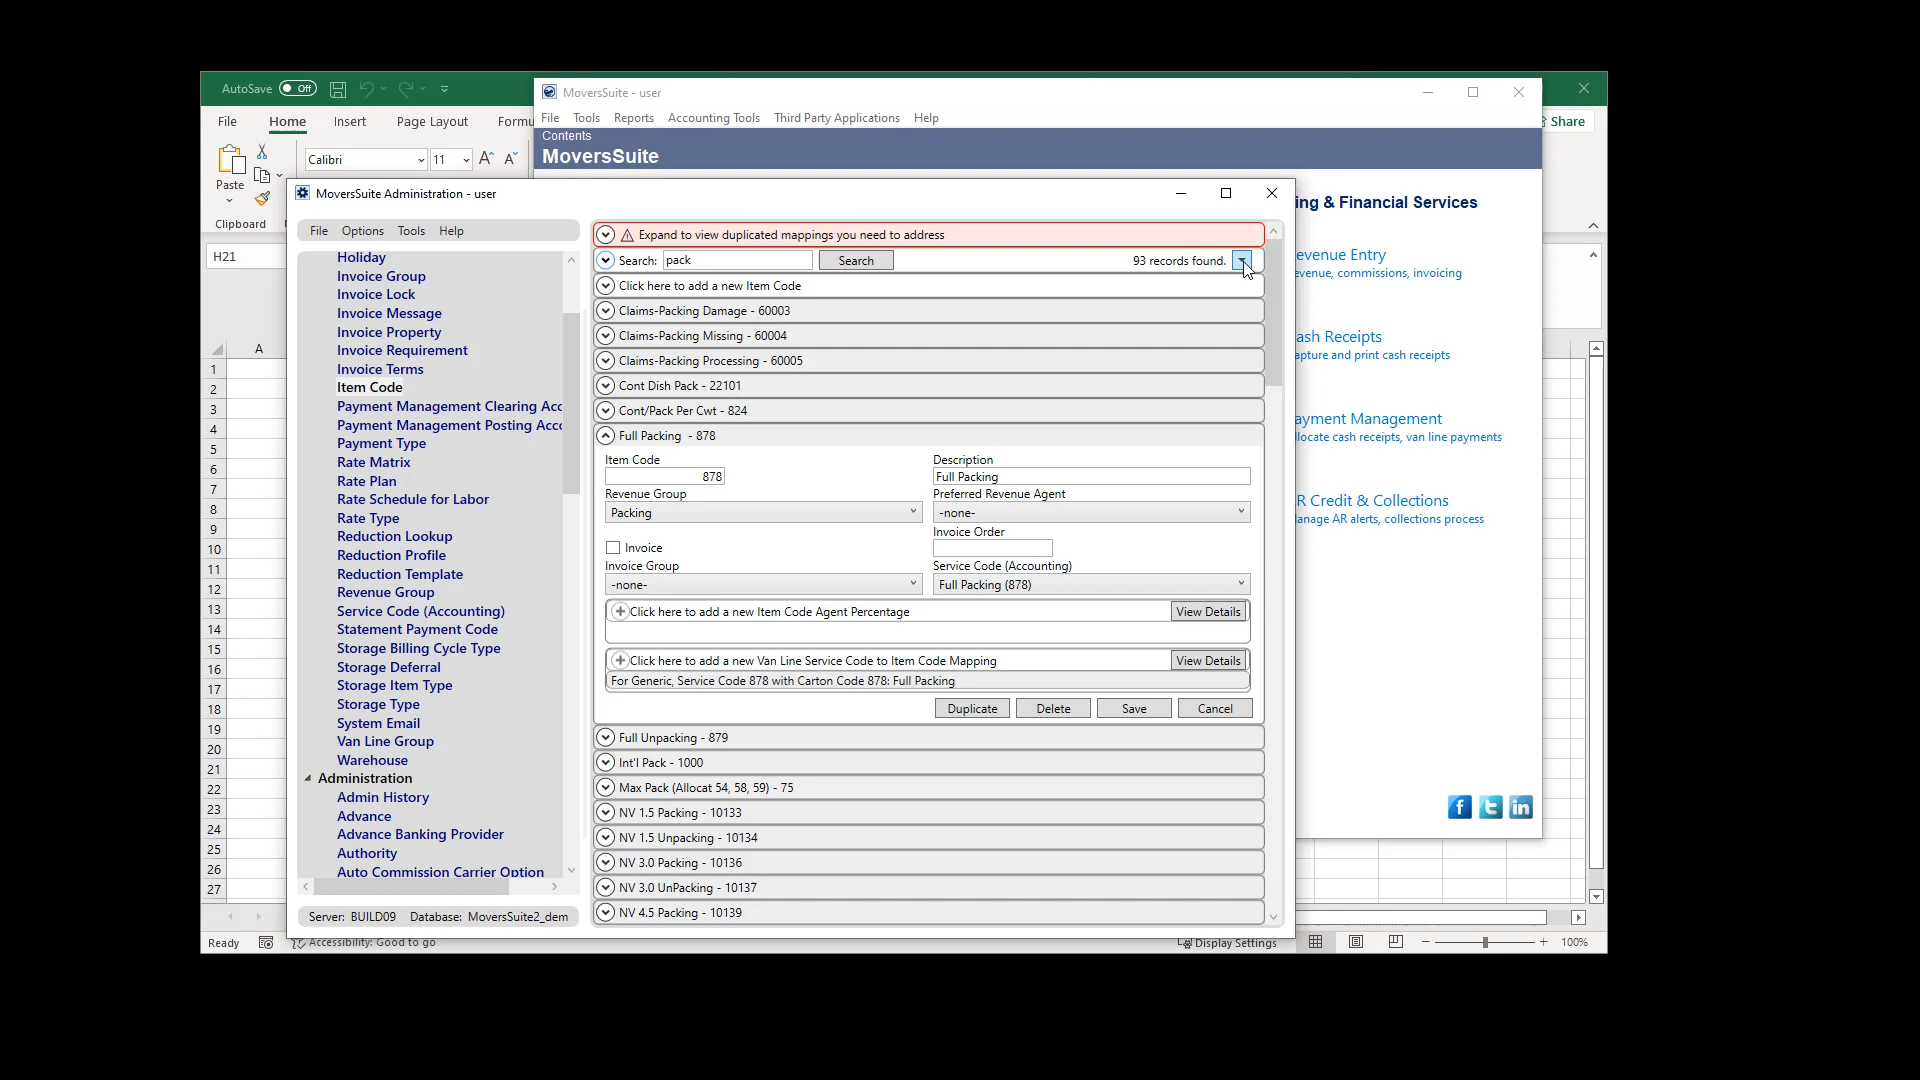 AutoSave Off
File Home Insert Page Layout Formu
Calibri 11
Paste
Clipboard
H21
A
1
2
3
4
5
6
7
8
9
10
11
12
13
14
15
16
17
18
19
20
21
22
23
24
25
26
27
Ready Accessibility: Good to go
Display Settings 100%
Share
MoversSuite - user
File Tools Reports Accounting Tools Third Party Applications Help
Contents
MoversSuite
ing & Financial Services
evenue Entry
evenue, commissions, invoicing
ash Receipts
apture and print cash receipts
ayment Management
llocate cash receipts, van line payments
R Credit & Collections
anage AR alerts, collections process
MoversSuite Administration - user
File Options Tools Help
Holiday
Invoice Group
Invoice Lock
Invoice Message
Invoice Property
Invoice Requirement
Invoice Terms
Item Code
Payment Management Clearing Acc
Payment Management Posting Acc
Payment Type
Rate Matrix
Rate Plan
Rate Schedule for Labor
Rate Type
Reduction Lookup
Reduction Profile
Reduction Template
Revenue Group
Service Code (Accounting)
Statement Payment Code
Storage Billing Cycle Type
Storage Deferral
Storage Item Type
Storage Type
System Email
Van Line Group
Warehouse
Administration
Admin History
Advance
Advance Banking Provider
Authority
Auto Commission Carrier Option
Server: BUILD09 Database: MoversSuite2_dem
Expand to view duplicated mappings you need to address
Search: pack Search 93 records found.
Click here to add a new Item Code
Claims-Packing Damage - 60003
Claims-Packing Missing - 60004
Claims-Packing Processing - 60005
Cont Dish Pack - 22101
Cont/Pack Per Cwt - 824
Full Packing - 878
Item Code Description
878 Full Packing
Revenue Group Preferred Revenue Agent
Packing -none-
Invoice Order
Invoice
Invoice Group Service Code (Accounting)
-none- Full Packing (878)
Click here to add a new Item Code Agent Percentage View Details
Click here to add a new Van Line Service Code to Item Code Mapping View Details
For Generic, Service Code 878 with Carton Code 878: Full Packing
Duplicate Delete Save Cancel
Full Unpacking - 879
Int'l Pack - 1000
Max Pack (Allocat 54, 58, 59) - 75
NV 1.5 Packing - 10133
NV 1.5 Unpacking - 10134
NV 3.0 Packing - 10136
NV 3.0 UnPacking - 10137
NV 4.5 Packing - 10139